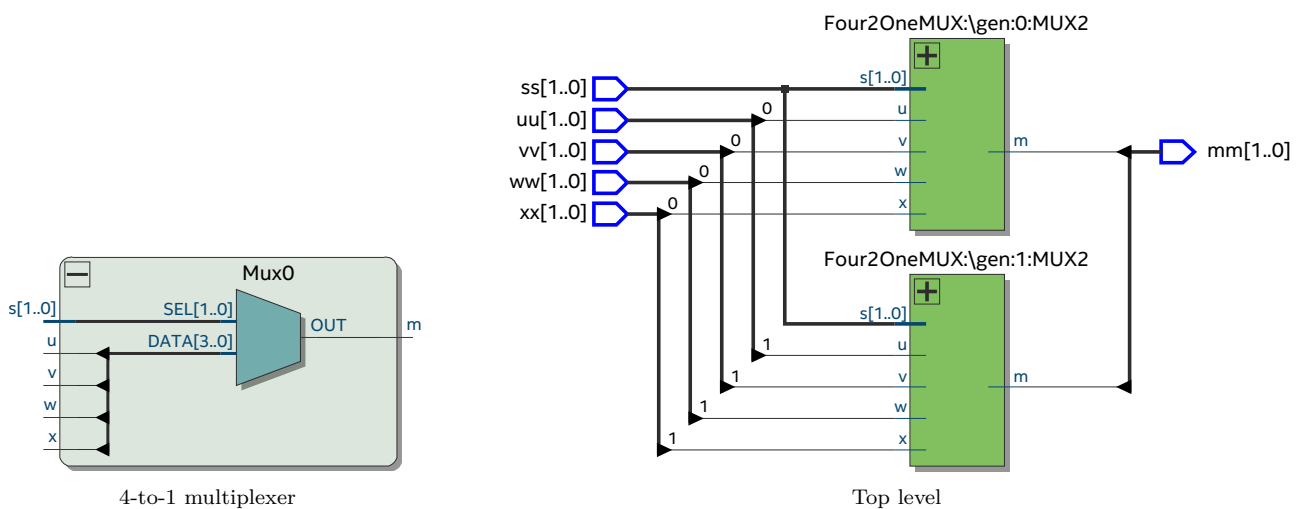 Four2OneMUX:\gen:0:MUX2
ss[1..0]
uu[1..0]
vv[1..0]
ww[1..0]
xx[1..0]
0
0
0
0
s[1..0]
u
v
w
x
m
mm[1..0]
Four2OneMUX:\gen:1:MUX2
1
1
1
1
s[1..0]
u
v
w
x
m
Mux0
s[1..0]
u
v
w
x
SEL[1..0]
DATA[3..0]
OUT
m
4-to-1 multiplexer
Top level